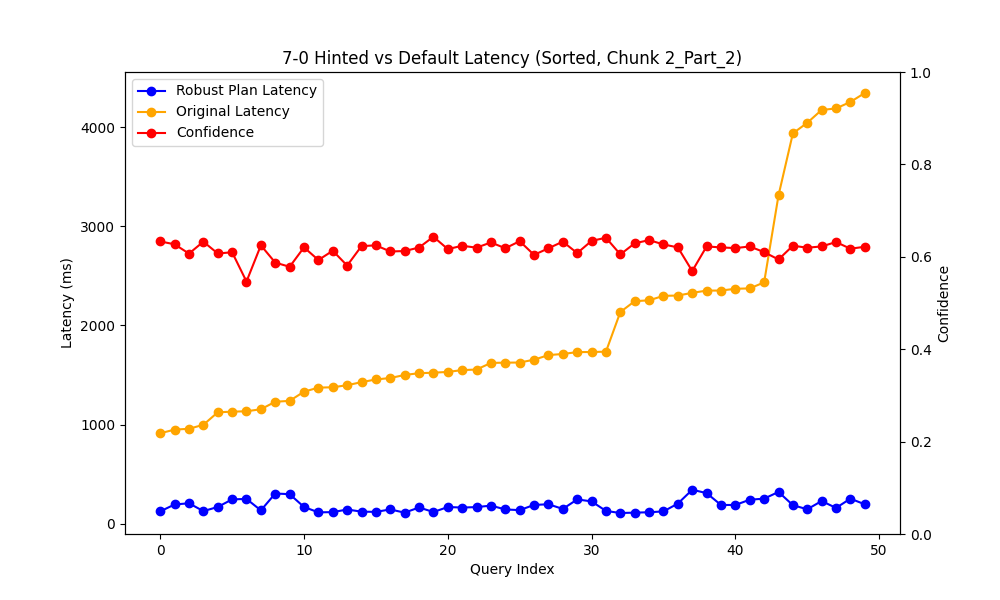 7-0 Hinted vs Default Latency (Sorted, Chunk 2_Part_2)
Robust Plan Latency
Original Latency
Confidence
Latency (ms)
4000
3000
2000
1000
0
1.0
0.8
0.6
0.4
0.2
0.0
Confidence
0
10
20
30
40
50
Query Index